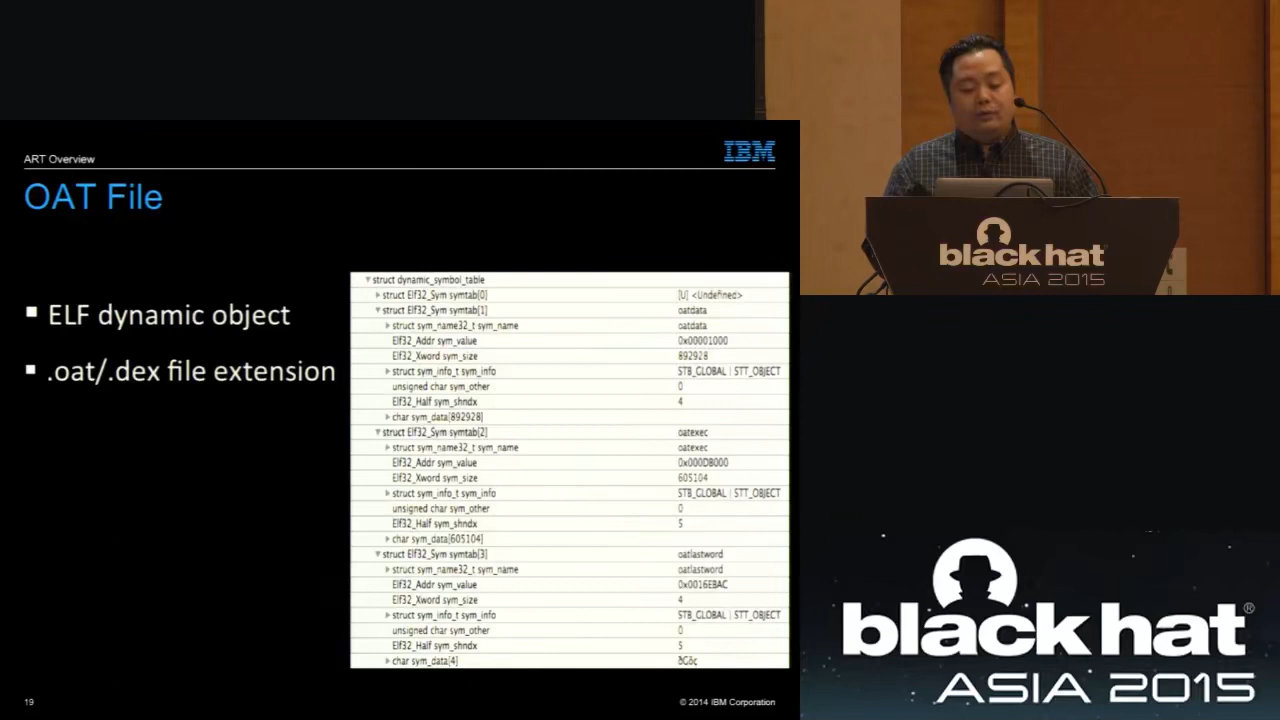 ART Overview
IBM
OAT File
ELF dynamic object
.oat/.dex file extension
struct dynamic_symbol_table
struct Elf32_Sym symtab[0] [U] <Undefined>
struct Elf32_Sym symtab[1] oatdata
struct sym_name32_t sym_name oatdata
Elf32_Addr sym_value 0x00001000
Elf32_Xword sym_size 892928
struct sym_info_t sym_info STB_GLOBAL | STT_OBJECT
unsigned char sym_other 0
Elf32_Half sym_shndx 4
char sym_data[892928]
struct Elf32_Sym symtab[2] oatexec
struct sym_name32_t sym_name oatexec
Elf32_Addr sym_value 0x000DB000
Elf32_Xword sym_size 605104
struct sym_info_t sym_info STB_GLOBAL | STT_OBJECT
unsigned char sym_other 0
Elf32_Half sym_shndx 5
char sym_data[605104]
struct Elf32_Sym symtab[3] oatlastword
struct sym_name32_t sym_name oatlastword
Elf32_Addr sym_value 0x0016EBAC
Elf32_Xword sym_size 4
struct sym_info_t sym_info STB_GLOBAL | STT_OBJECT
unsigned char sym_other 0
Elf32_Half sym_shndx 5
char sym_data[4]
19
© 2014 IBM Corporation
black hat
ASIA 2015
black hat®
ASIA 2015